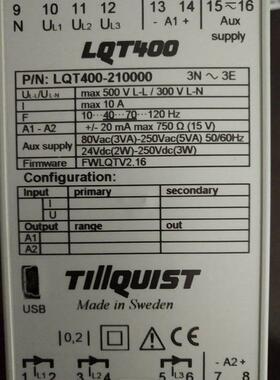 9 10 11 12 13 14 15 16
N UL1 UL2 UL3 - A1 + Aux supply
LQT400
P/N: LQT400-210000 3N ~ 3E
UL-L/UL-N max 500 V L-L / 300 V L-N
I max 10 A
F 10···40···70···120 Hz
A1 - A2 +/- 20 mA max 750 Ω (15 V)
Aux supply 80Vac(3VA)-250Vac(5VA) 50/60Hz
24Vdc(2W)-250Vdc(3W)
Firmware FWLQTV2.16
Configuration:
Input primary secondary
U
I
Output range out
A1
A2
TILLQUIST
Made in Sweden
USB
0,2 CE
- A2 +
1 L1 2 3 L2 4 5 L3 6 7 8